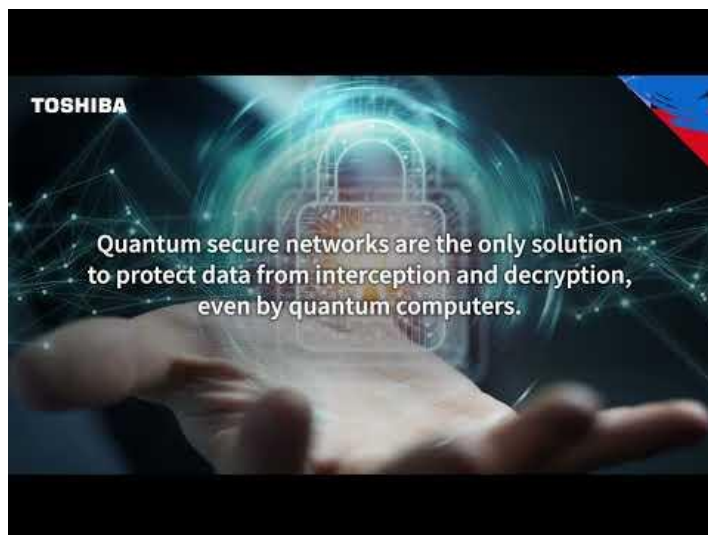 TOSHIBA
Quantum secure networks are the only solution
to protect data from interception and decryption,
even by quantum computers.